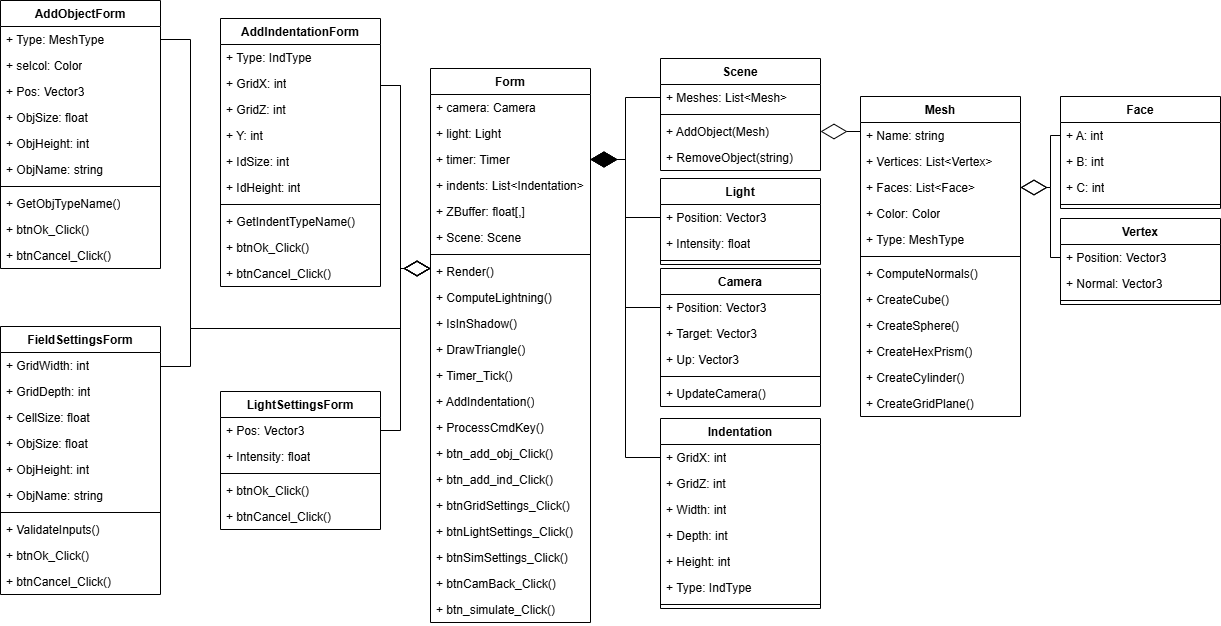 AddObjectForm
+ Type: MeshType
+ selcol: Color
+ Pos: Vector3
+ ObjSize: float
+ ObjHeight: int
+ ObjName: string
+ GetObjTypeName()
+ btnOk_Click()
+ btnCancel_Click()
FieldSettingsForm
+ GridWidth: int
+ GridDepth: int
+ CellSize: float
+ ObjSize: float
+ ObjHeight: int
+ ObjName: string
+ ValidateInputs()
+ btnOk_Click()
+ btnCancel_Click()
AddIndentationForm
+ Type: IndType
+ GridX: int
+ GridZ: int
+ Y: int
+ IdSize: int
+ IdHeight: int
+ GetIndentTypeName()
+ btnOk_Click()
+ btnCancel_Click()
LightSettingsForm
+ Pos: Vector3
+ Intensity: float
+ btnOk_Click()
+ btnCancel_Click()
Form
+ camera: Camera
+ light: Light
+ timer: Timer
+ indents: List<Indentation>
+ ZBuffer: float[,]
+ Scene: Scene
+ Render()
+ ComputeLightning()
+ IsInShadow()
+ DrawTriangle()
+ Timer_Tick()
+ AddIndentation()
+ ProcessCmdKey()
+ btn_add_obj_Click()
+ btn_add_ind_Click()
+ btnGridSettings_Click()
+ btnLightSettings_Click()
+ btnSimSettings_Click()
+ btnCamBack_Click()
+ btn_simulate_Click()
Scene
+ Meshes: List<Mesh>
+ AddObject(Mesh)
+ RemoveObject(string)
Light
+ Position: Vector3
+ Intensity: float
Camera
+ Position: Vector3
+ Target: Vector3
+ Up: Vector3
+ UpdateCamera()
Indentation
+ GridX: int
+ GridZ: int
+ Width: int
+ Depth: int
+ Height: int
+ Type: IndType
Mesh
+ Name: string
+ Vertices: List<Vertex>
+ Faces: List<Face>
+ Color: Color
+ Type: MeshType
+ ComputeNormals()
+ CreateCube()
+ CreateSphere()
+ CreateHexPrism()
+ CreateCylinder()
+ CreateGridPlane()
Face
+ A: int
+ B: int
+ C: int
Vertex
+ Position: Vector3
+ Normal: Vector3